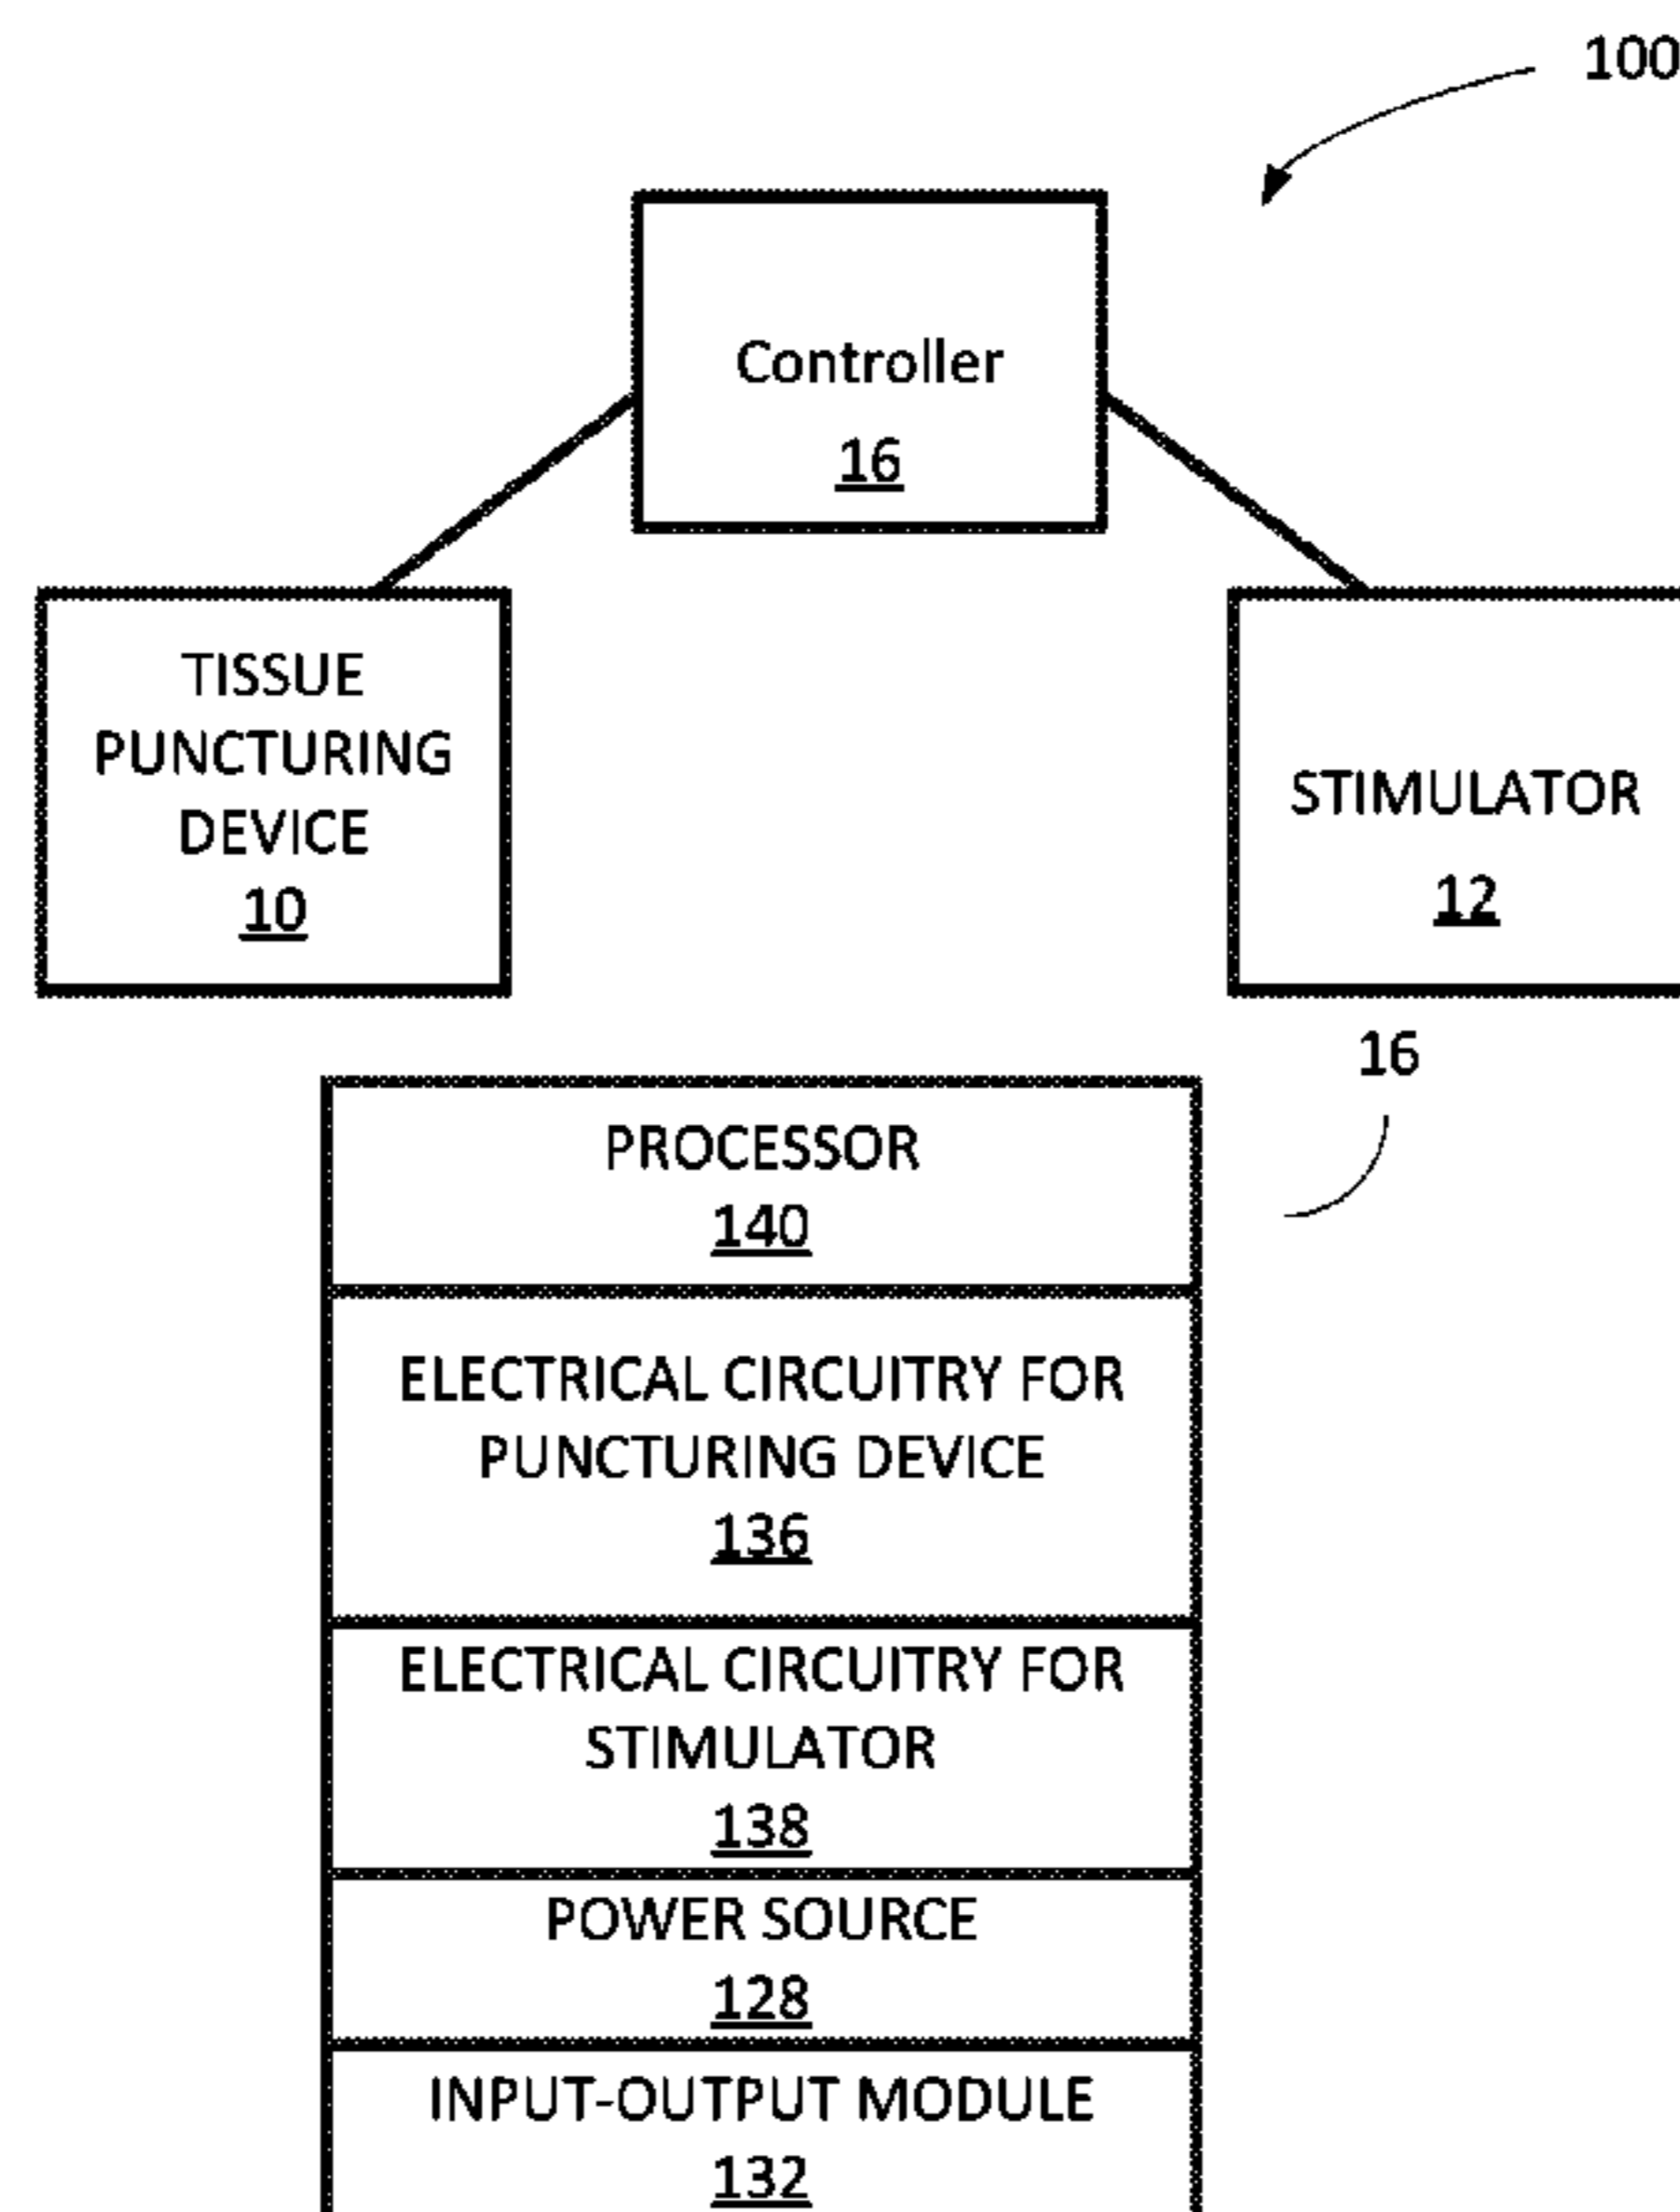 100
Controller
16
TISSUE
PUNCTURING
DEVICE
10
STIMULATOR
12
16
PROCESSOR
140
ELECTRICAL CIRCUITRY FOR
PUNCTURING DEVICE
136
ELECTRICAL CIRCUITRY FOR
STIMULATOR
138
POWER SOURCE
128
INPUT-OUTPUT MODULE
132